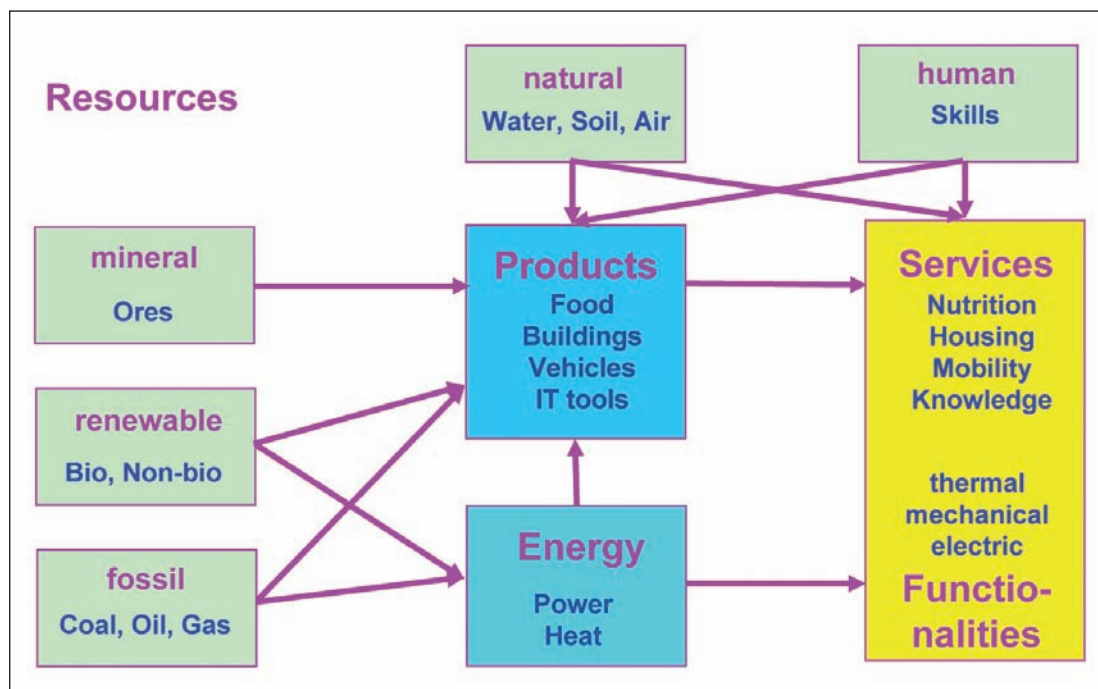 Resources
natural
Water, Soil, Air
human
Skills
mineral
Ores
renewable
Bio, Non-bio
fossil
Coal, Oil, Gas
Products
Food
Buildings
Vehicles
IT tools
Energy
Power
Heat
Services
Nutrition
Housing
Mobility
Knowledge
thermal
mechanical
electric
Functio-
nalities